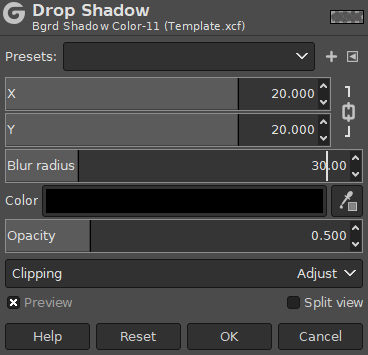 Drop Shadow
Bgrd Shadow Color-11 (Template.xcf)
Presets:
X 20.000
Y 20.000
Blur radius 30.00
Color
Opacity 0.500
Clipping Adjust
Preview Split view
Help Reset OK Cancel